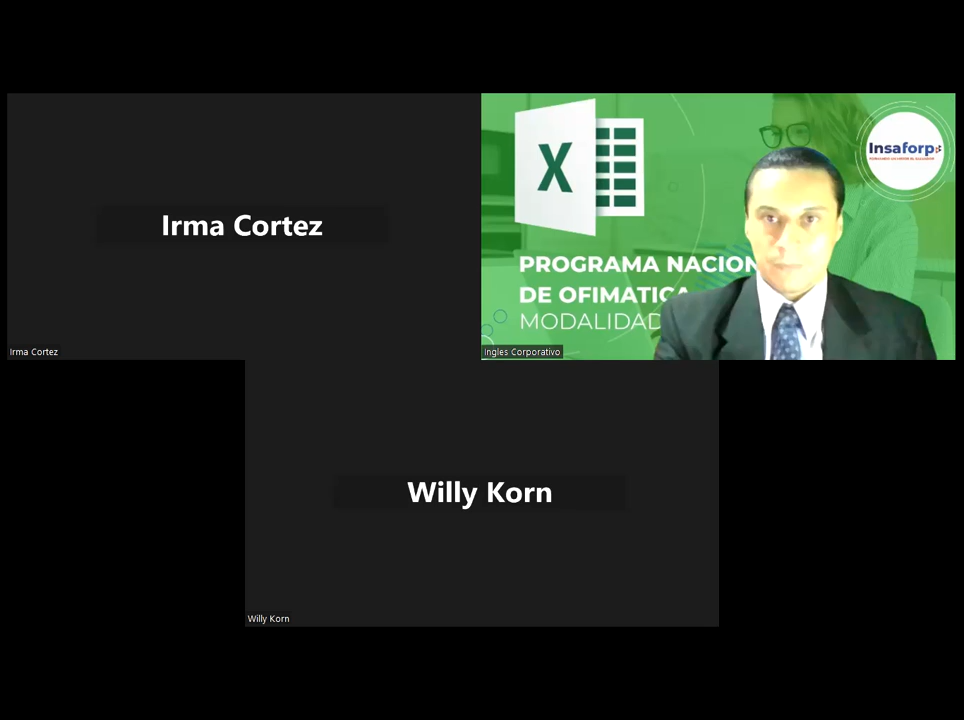 Irma Cortez
Irma Cortez
X
Insaforp
PROGRAMA NACION
DE OFIMATICA
MODALIDAD
Ingles Corporativo
Willy Korn
Willy Korn